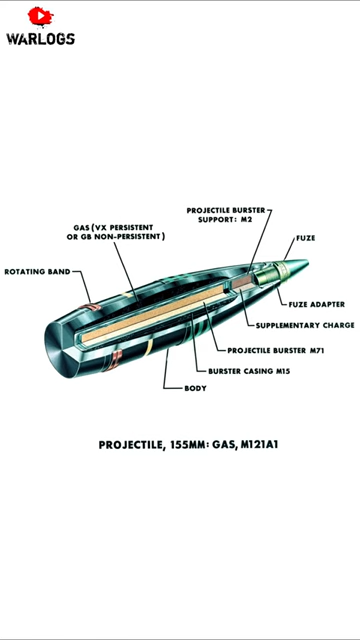 WARLOGS
PROJECTILE BURSTER
SUPPORT: M2
GAS (VX PERSISTENT
OR GB NON-PERSISTENT)
FUZE
ROTATING BAND
FUZE ADAPTER
SUPPLEMENTARY CHARGE
PROJECTILE BURSTER M71
BURSTER CASING M15
BODY
PROJECTILE, 155MM: GAS, M121A1